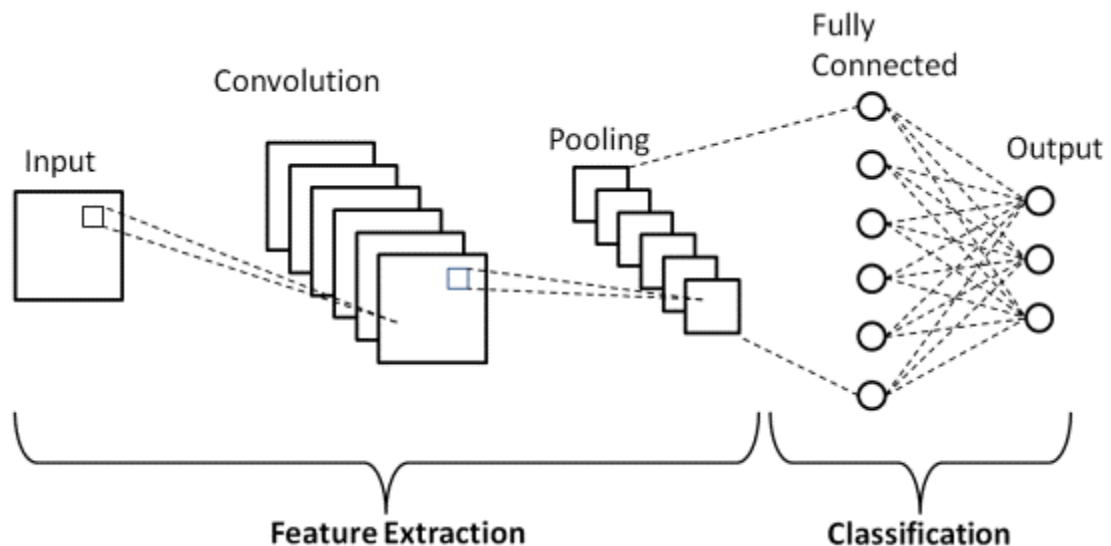 Input
Convolution
Pooling
Fully
Connected
Output
Feature Extraction
Classification